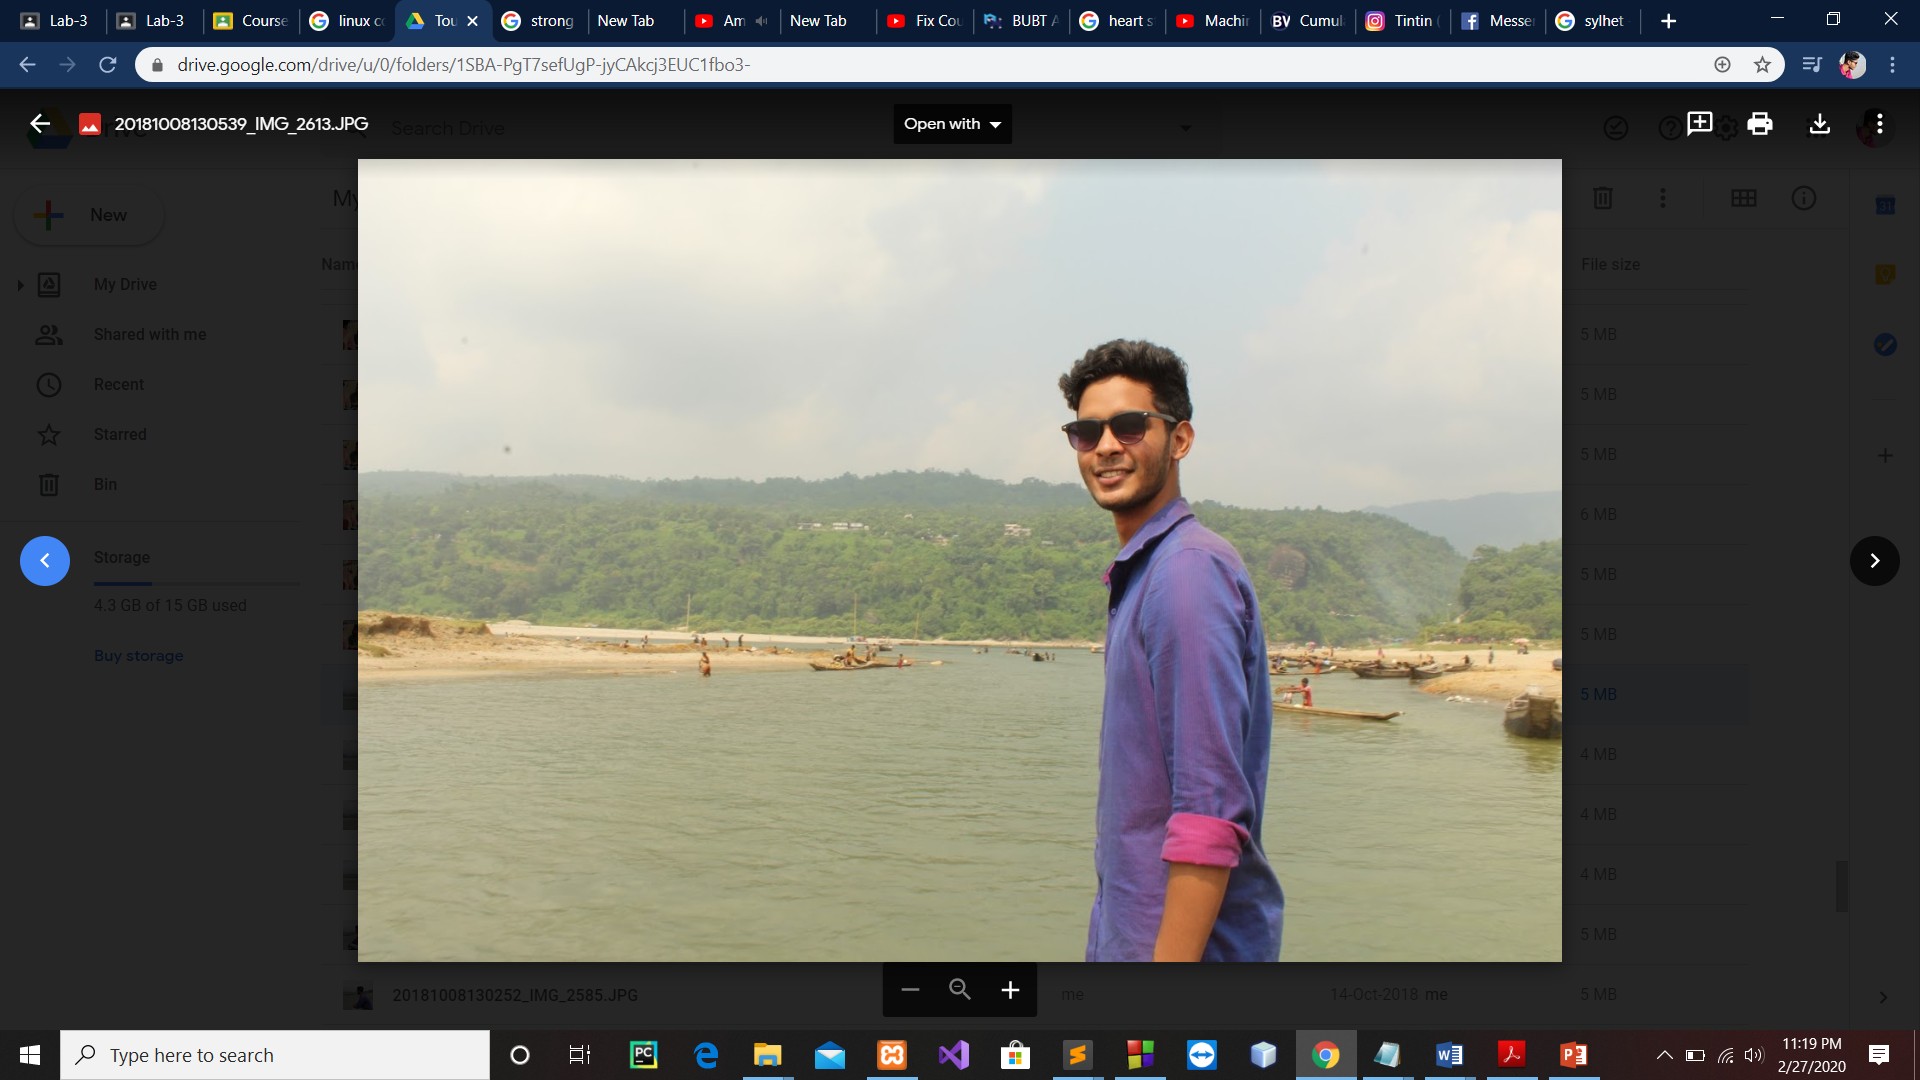 Lab-3
Lab-3
Course
linux co
Tou
strong
New Tab
Am
New Tab
Fix Cou
BUBT A
heart s
Machin
BV Cumula
Tintin (
Messen
sylhet -
drive.google.com/drive/u/0/folders/1SBA-PgT7sefUgP-jyCAkcj3EUC1fbo3-
20181008130539_IMG_2613.JPG
Search Drive
Open with
New
My
Name
File size
My Drive
Shared with me
Recent
Starred
Bin
Storage
4.3 GB of 15 GB used
Buy storage
5 MB
5 MB
5 MB
6 MB
5 MB
5 MB
5 MB
4 MB
4 MB
4 MB
5 MB
20181008130252_IMG_2585.JPG
me
14-Oct-2018 me
5 MB
Type here to search
PC
11:19 PM
2/27/2020